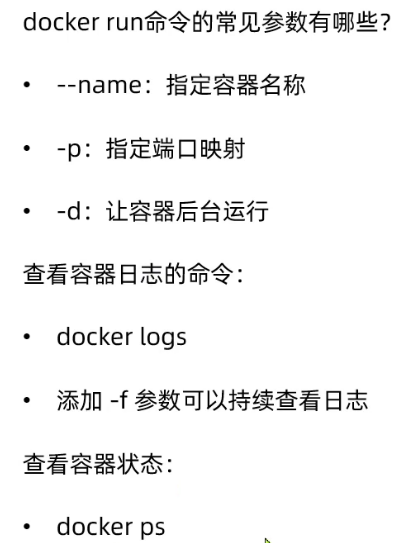 docker run命令的常见参数有哪些？
• --name：指定容器名称
• -p：指定端口映射
• -d：让容器后台运行
查看容器日志的命令：
• docker logs
• 添加 -f 参数可以持续查看日志
查看容器状态：
• docker ps